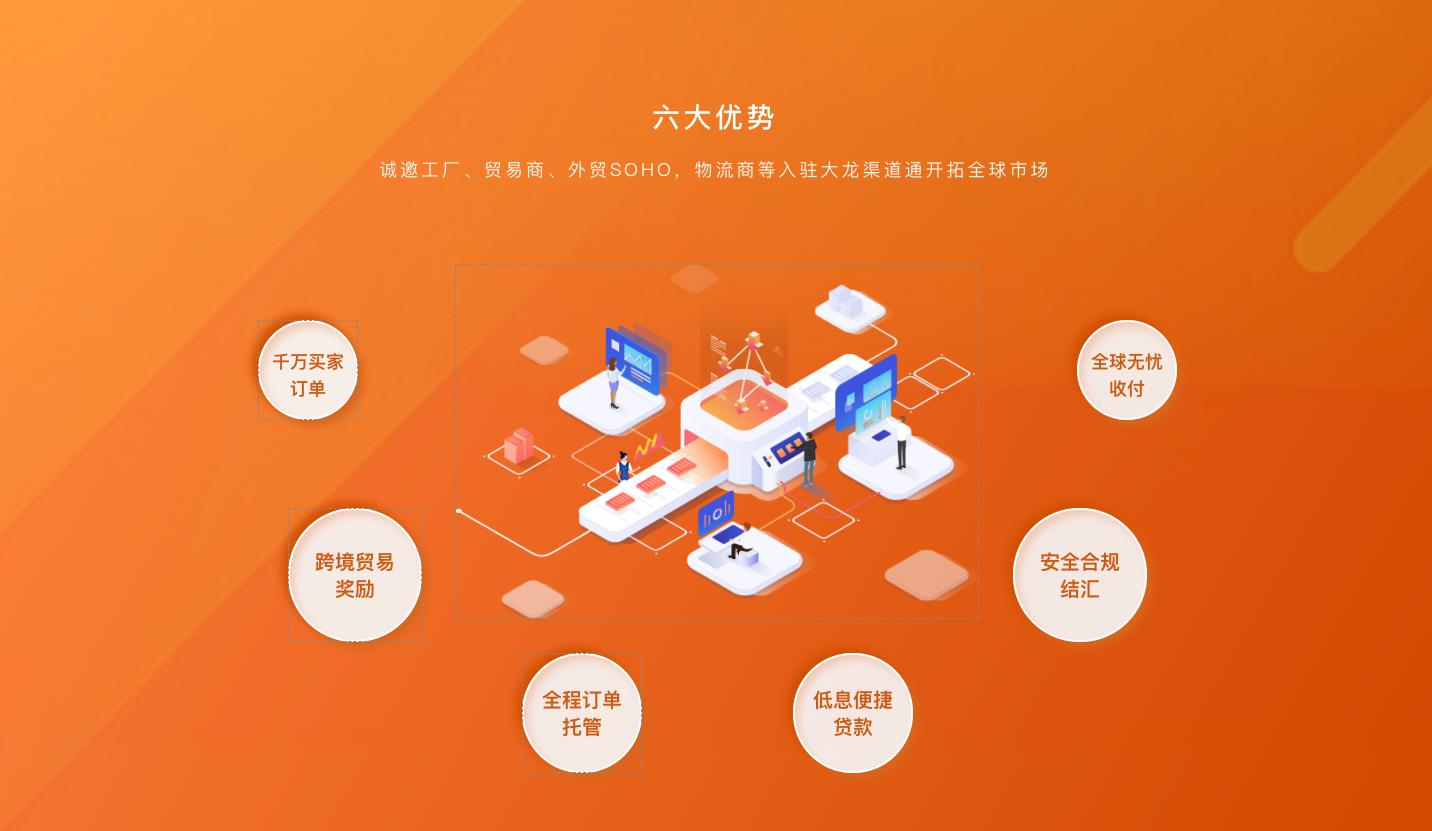 六大优势
诚邀工厂、贸易商、外贸SOHO，物流商等入驻大龙渠道通开拓全球市场
千万买家
订单
全球无忧
收付
跨境贸易
奖励
安全合规
结汇
全程订单
托管
低息便捷
贷款